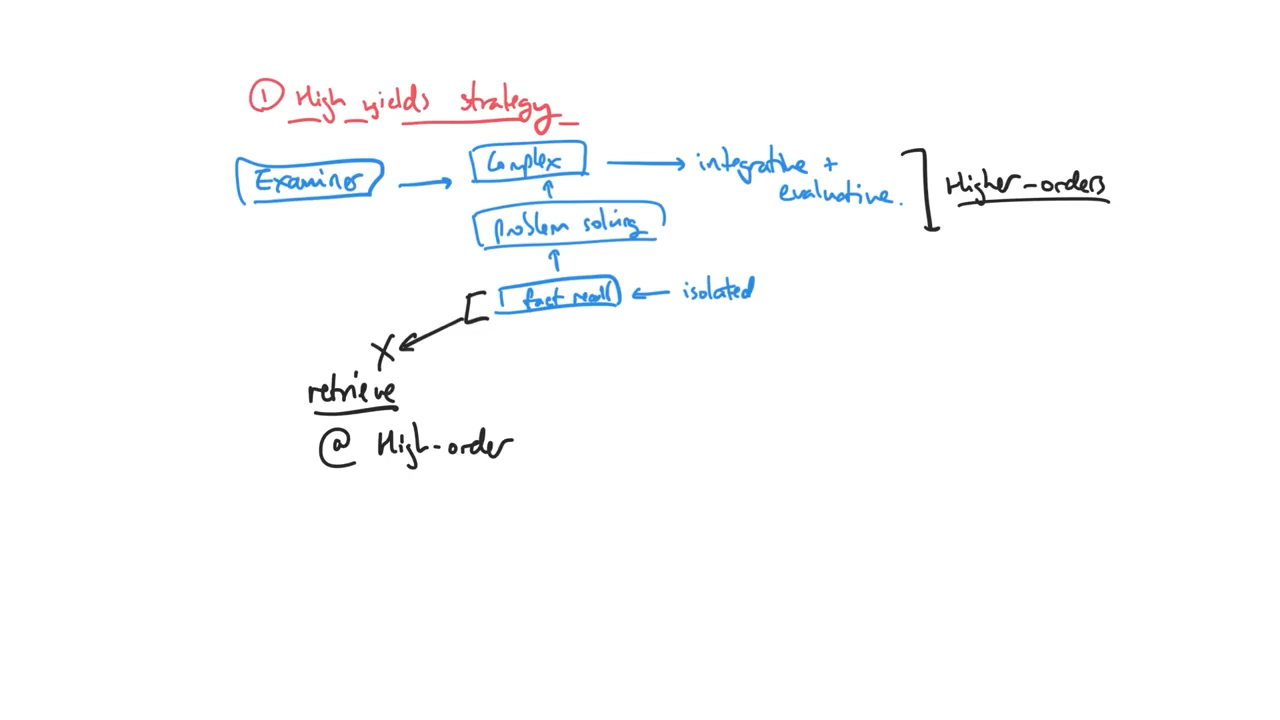 ① High yields strategy
Examiner → Complex → integrative +
evaluative.
Higher-orders
problem solving
fact recall ← isolated
X
retrieve
@ High-order